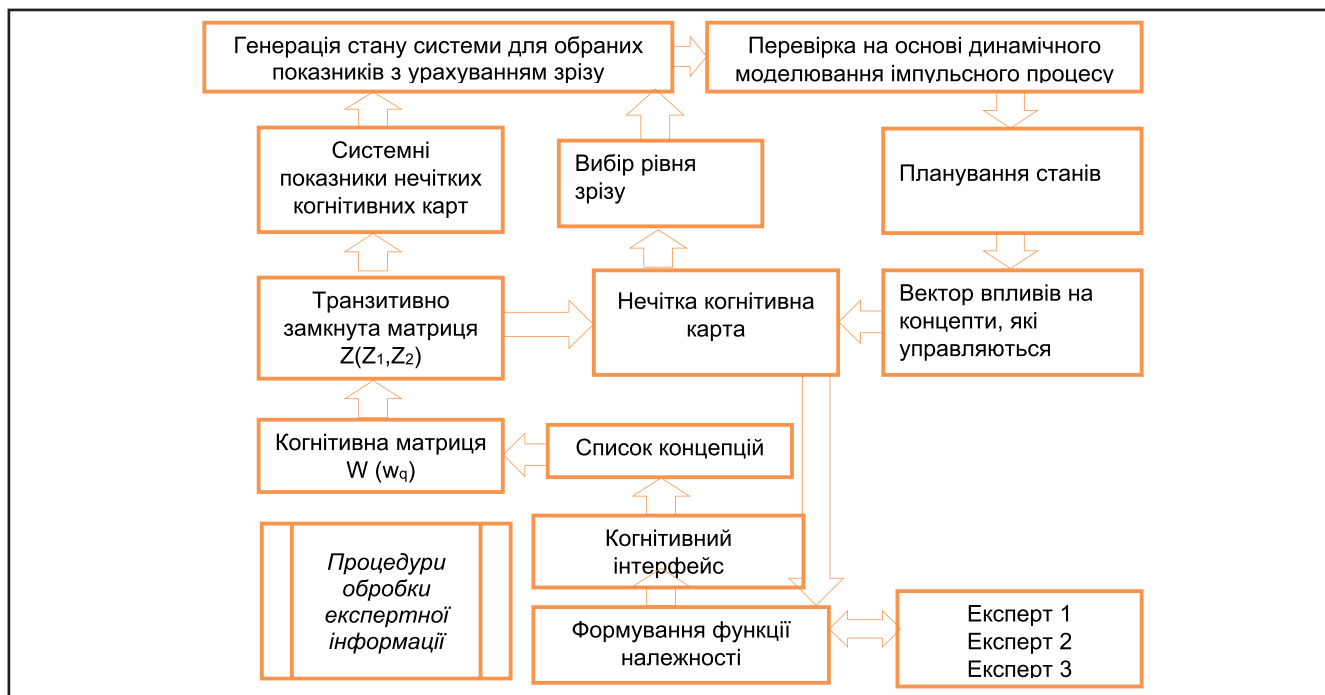 Генерація стану системи для обраних
показників з урахуванням зрізу
Перевірка на основі динамічного
моделювання імпульсного процесу
Системні
показники нечітких
когнітивних карт
Вибір рівня
зрізу
Планування станів
Транзитивно
замкнута матриця
Z(Z₁,Z₂)
Нечітка когнітивна
карта
Вектор впливів на
концепти, які
управляються
Когнітивна матриця
W (wq)
Список концепцій
Процедури
обробки
експертної
інформації
Когнітивний
інтерфейс
Формування функції
належності
Експерт 1
Експерт 2
Експерт 3